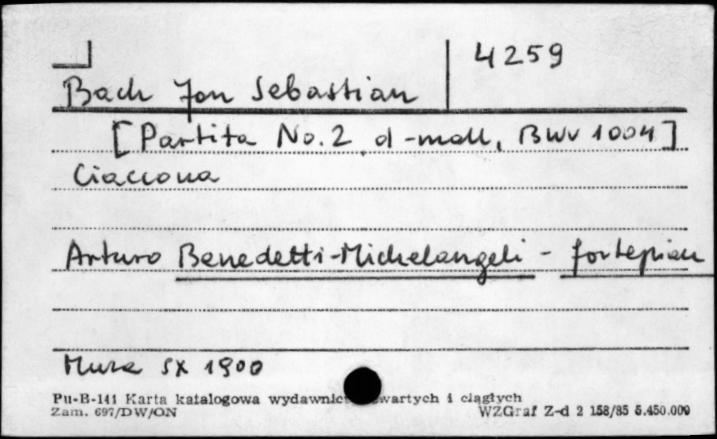 4259
Bach Jan Sebastian
[Partita No. 2 d-moll, BWV 1004]
Ciaccona
Arturo Benedetti-Michelangeli - fortepian
Muza SX 1900
Pu-B-141 Karta katalogowa wydawnict wartych i ciągłych
Zam. 697/DW/ON WZGraf Z-d 2 158/85 5.450.000